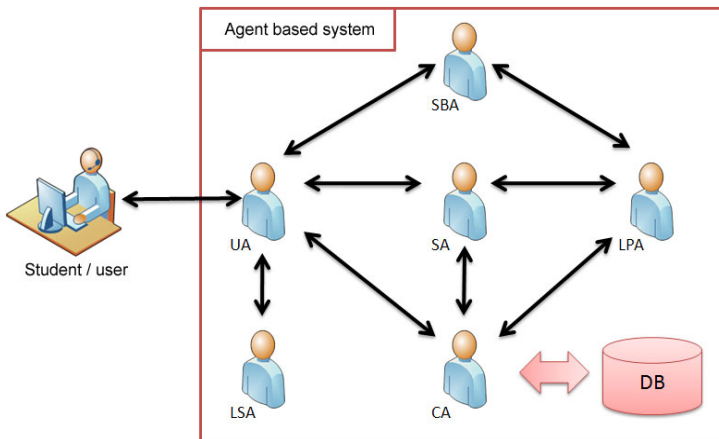 Agent based system
SBA
UA
SA
LPA
Student / user
LSA
CA
DB